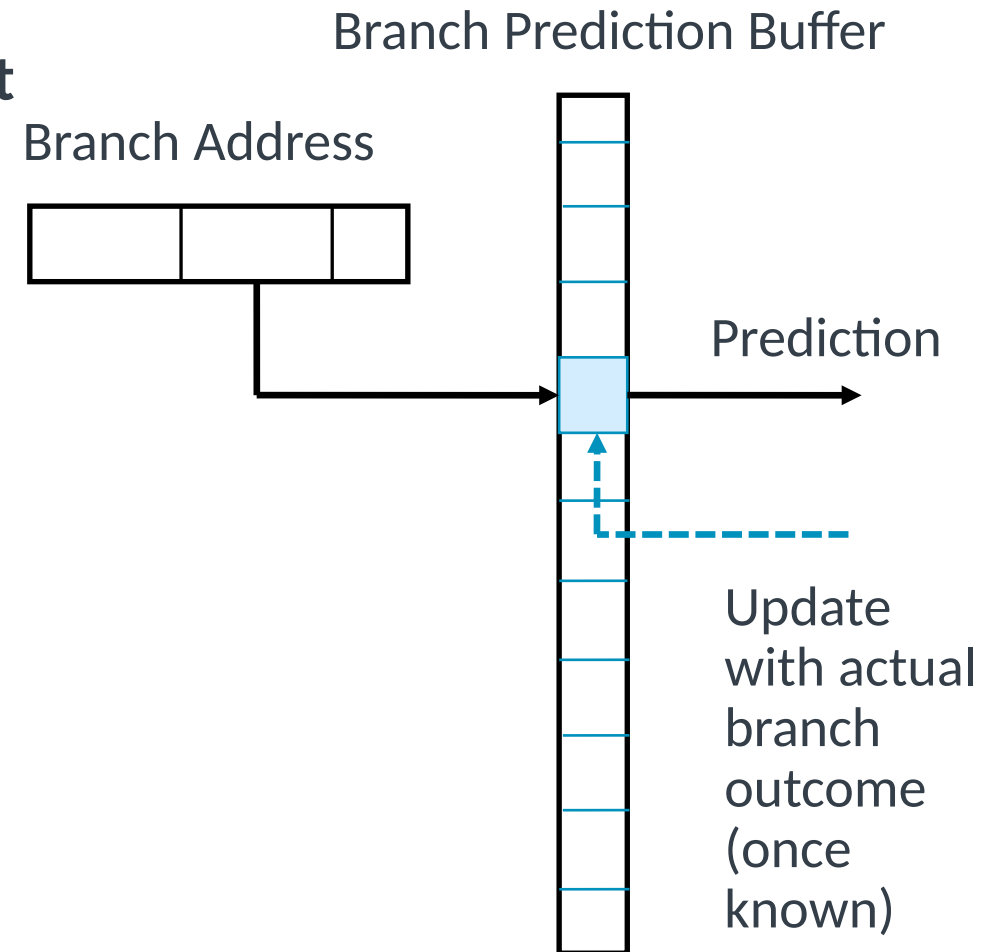 Branch Prediction Buffer
t
Branch Address
Prediction
Update
with actual
branch
outcome
(once
known)